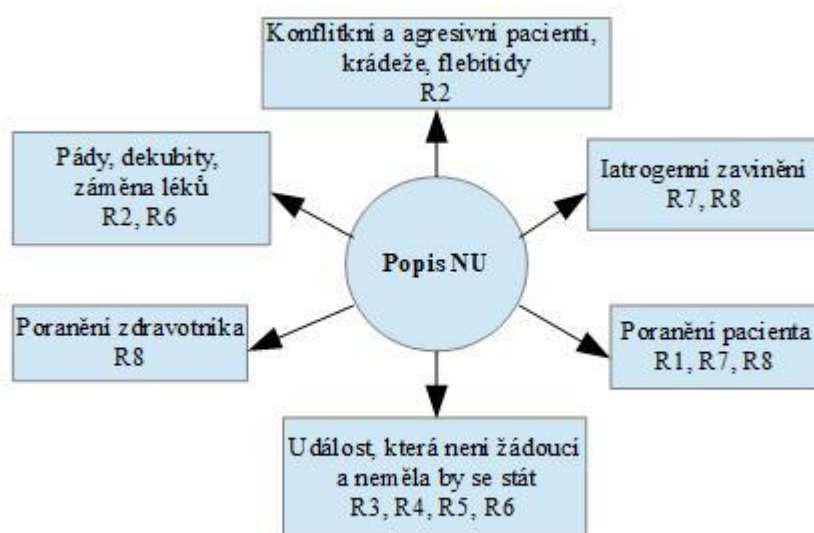 Konflitkní a agresivní pacienti,
krádeže, flebitidy
R2
Pády, dekubity,
záměna léků
R2, R6
Iatrogenní zavinění
R7, R8
Popis NU
Poranění zdravotníka
R8
Poranění pacienta
R1, R7, R8
Událost, která není žádoucí
a neměla by se stát
R3, R4, R5, R6